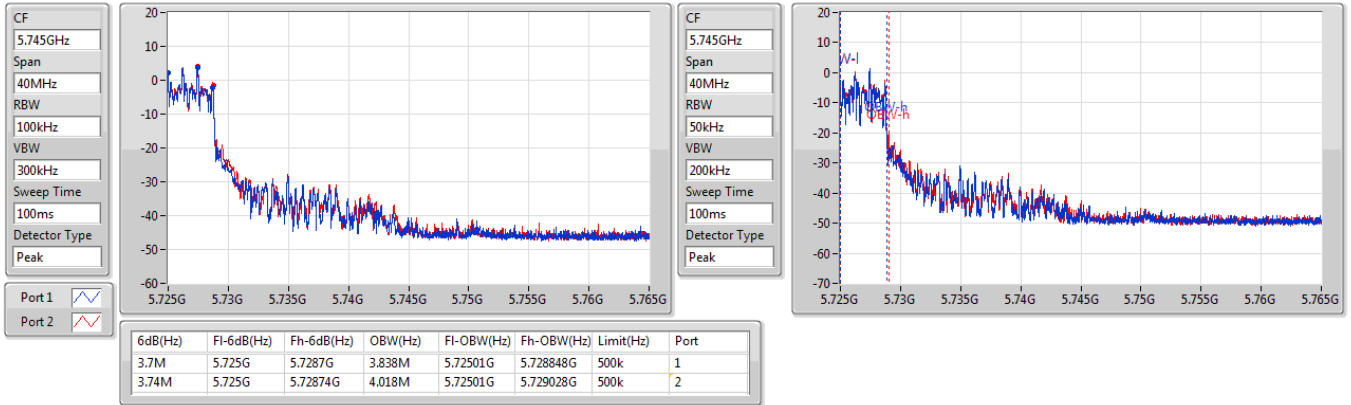 CF
5.745GHz
Span
40MHz
RBW
100kHz
VBW
300kHz
Sweep Time
100ms
Detector Type
Peak
Port 1
Port 2
20
10
0
-10
-20
-30
-40
-50
-60
5.725G 5.73G 5.735G 5.74G 5.745G 5.75G 5.755G 5.76G 5.765G
CF
5.745GHz
Span
40MHz
RBW
50kHz
VBW
200kHz
Sweep Time
100ms
Detector Type
Peak
20
10
0
-10
-20
-30
-40
-50
-60
-70
W-l
OBW-h
OBW-h
5.725G 5.73G 5.735G 5.74G 5.745G 5.75G 5.755G 5.76G 5.765G
6dB(Hz) Fl-6dB(Hz) Fh-6dB(Hz) OBW(Hz) Fl-OBW(Hz) Fh-OBW(Hz) Limit(Hz) Port
3.7M 5.725G 5.7287G 3.838M 5.72501G 5.728848G 500k 1
3.74M 5.725G 5.72874G 4.018M 5.72501G 5.729028G 500k 2